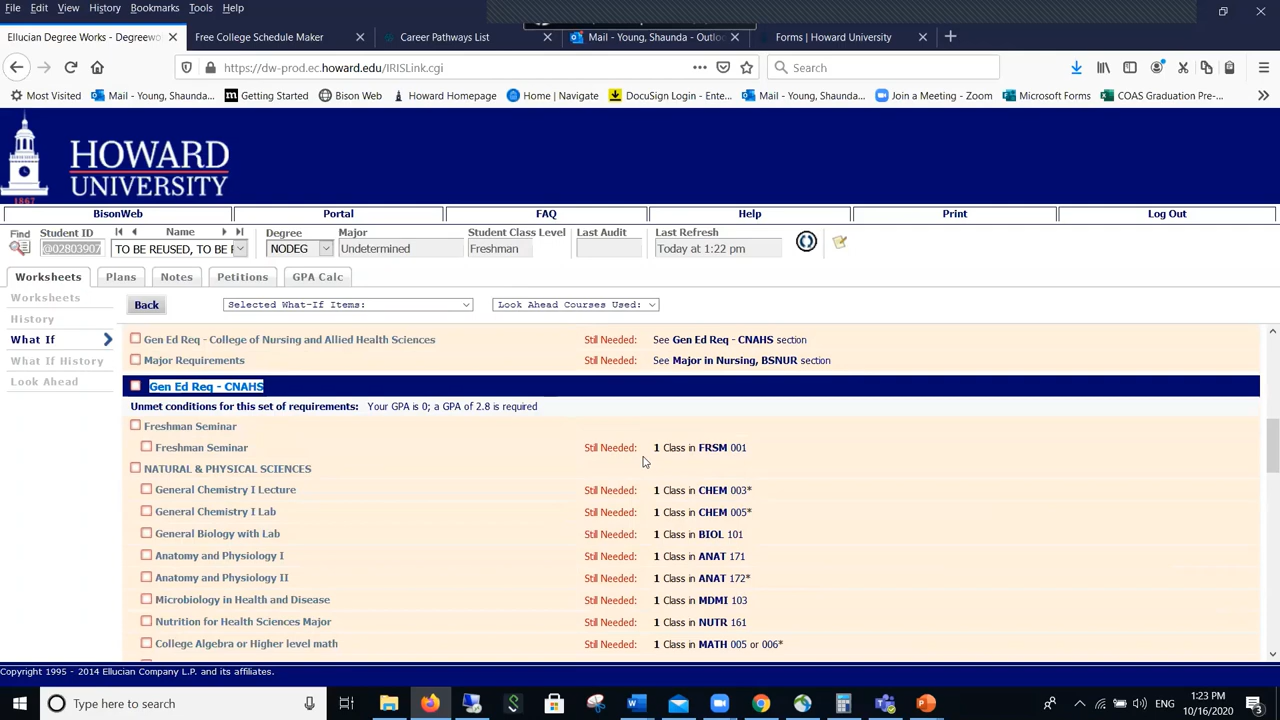 File Edit View History Bookmarks Tools Help
Ellucian Degree Works - Degreewo Free College Schedule Maker Career Pathways List Mail - Young, Shaunda - Outlo Forms | Howard University
https://dw-prod.ec.howard.edu/IRISLink.cgi Search
Most Visited Mail - Young, Shaunda... Getting Started Bison Web Howard Homepage Home | Navigate DocuSign Login - Ente... Mail - Young, Shaunda... Join a Meeting - Zoom Microsoft Forms COAS Graduation Pre-...
HOWARD
UNIVERSITY
1867
BisonWeb Portal FAQ Help Print Log Out
Find Student ID Name Degree Major Student Class Level Last Audit Last Refresh
@02803907 TO BE REUSED, TO BE NODEG Undetermined Freshman Today at 1:22 pm
Worksheets Plans Notes Petitions GPA Calc
Worksheets
History
What If
What If History
Look Ahead
Back Selected What-If Items: Look Ahead Courses Used:
Gen Ed Req - College of Nursing and Allied Health Sciences Still Needed: See Gen Ed Req - CNAHS section
Major Requirements Still Needed: See Major in Nursing, BSNUR section
Gen Ed Req - CNAHS
Unmet conditions for this set of requirements: Your GPA is 0; a GPA of 2.8 is required
Freshman Seminar
Freshman Seminar Still Needed: 1 Class in FRSM 001
NATURAL & PHYSICAL SCIENCES
General Chemistry I Lecture Still Needed: 1 Class in CHEM 003*
General Chemistry I Lab Still Needed: 1 Class in CHEM 005*
General Biology with Lab Still Needed: 1 Class in BIOL 101
Anatomy and Physiology I Still Needed: 1 Class in ANAT 171
Anatomy and Physiology II Still Needed: 1 Class in ANAT 172*
Microbiology in Health and Disease Still Needed: 1 Class in MDMI 103
Nutrition for Health Sciences Major Still Needed: 1 Class in NUTR 161
College Algebra or Higher level math Still Needed: 1 Class in MATH 005 or 006*
Copyright 1995 - 2014 Ellucian Company L.P. and its affiliates.
Type here to search ENG 1:23 PM
10/16/2020 3